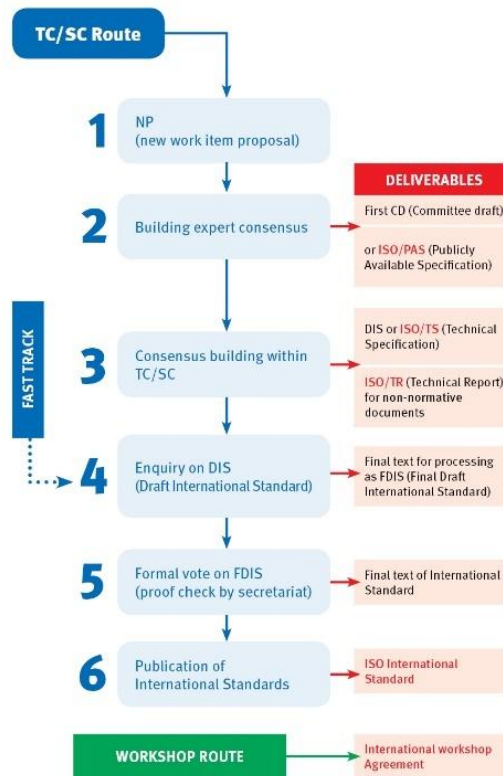 TC/SC Route
1
NP
(new work item proposal)
DELIVERABLES
2
Building expert consensus
First CD (Committee draft)
or ISO/PAS (Publicly
Available Specification)
FAST TRACK
3
Consensus building within
TC/SC
DIS or ISO/TS (Technical
Specification)
ISO/TR (Technical Report)
for non-normative
documents
4
Enquiry on DIS
(Draft International Standard)
Final text for processing
as FDIS (Final Draft
International Standard)
5
Formal vote on FDIS
(proof check by secretariat)
Final text of International
Standard
6
Publication of
International Standards
ISO International
Standard
WORKSHOP ROUTE
International workshop
Agreement